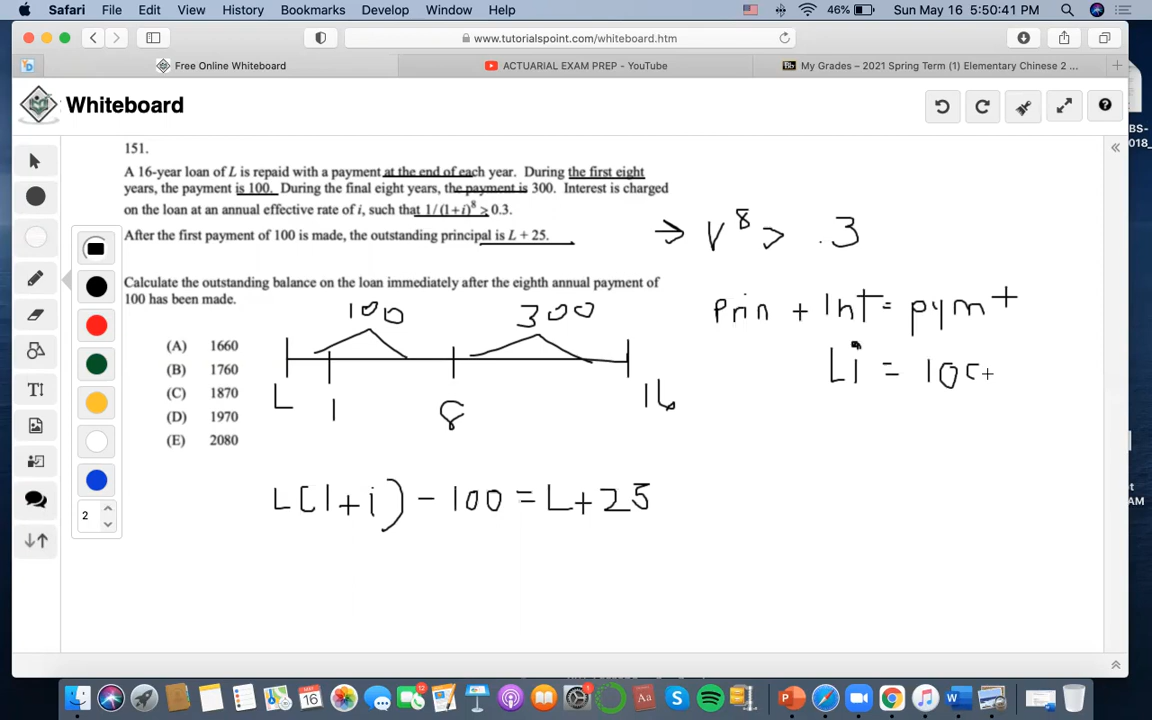 Safari File Edit View History Bookmarks Develop Window Help 46% Sun May 16 5:50:41 PM
www.tutorialspoint.com/whiteboard.htm
Free Online Whiteboard ACTUARIAL EXAM PREP - YouTube My Grades – 2021 Spring Term (1) Elementary Chinese 2 ...
Whiteboard
151.
A 16-year loan of L is repaid with a payment at the end of each year. During the first eight
years, the payment is 100. During the final eight years, the payment is 300. Interest is charged
on the loan at an annual effective rate of i, such that 1/(1+i)^8 > 0.3.
After the first payment of 100 is made, the outstanding principal is L + 25.
→ V^8 > .3
Calculate the outstanding balance on the loan immediately after the eighth annual payment of
100 has been made.
Prin + Int = pymt
100 300
(A) 1660
(B) 1760
(C) 1870
(D) 1970
(E) 2080
Li = 100+
L 1 8 16
L(1+i) - 100 = L+25
2
BS-
018_
EN
AM
12
1